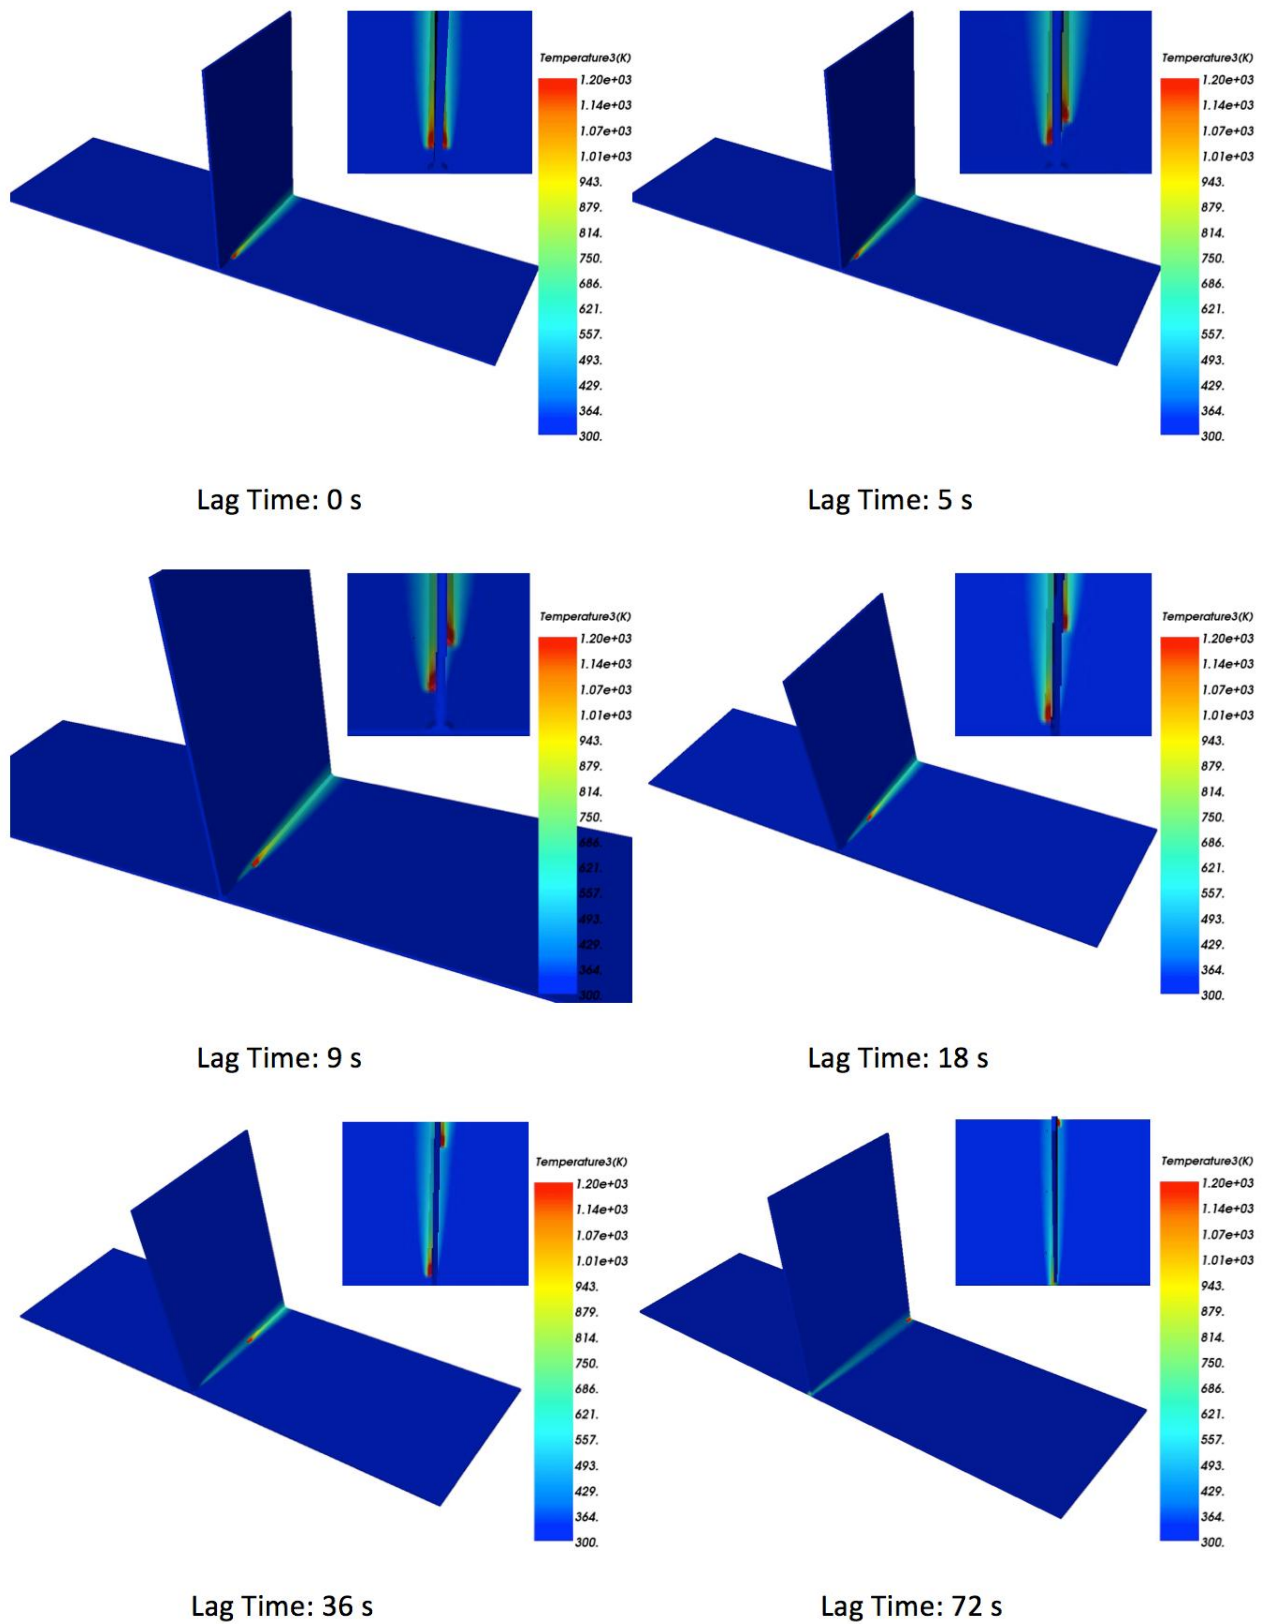 Temperature3(K)
1.20e+03
1.14e+03
1.07e+03
1.01e+03
943.
879.
814.
750.
686.
621.
557.
493.
429.
364.
300.
Temperature3(K)
1.20e+03
1.14e+03
1.07e+03
1.01e+03
943.
879.
814.
750.
686.
621.
557.
493.
429.
364.
300.
Lag Time: 0 s
Lag Time: 5 s
Temperature3(K)
1.20e+03
1.14e+03
1.07e+03
1.01e+03
943.
879.
814.
750.
686.
621.
557.
493.
429.
364.
300.
Temperature3(K)
1.20e+03
1.14e+03
1.07e+03
1.01e+03
943.
879.
814.
750.
686.
621.
557.
493.
429.
364.
300.
Lag Time: 9 s
Lag Time: 18 s
Temperature3(K)
1.20e+03
1.14e+03
1.07e+03
1.01e+03
943.
879.
814.
750.
686.
621.
557.
493.
429.
364.
300.
Temperature3(K)
1.20e+03
1.14e+03
1.07e+03
1.01e+03
943.
879.
814.
750.
686.
621.
557.
493.
429.
364.
300.
Lag Time: 36 s
Lag Time: 72 s